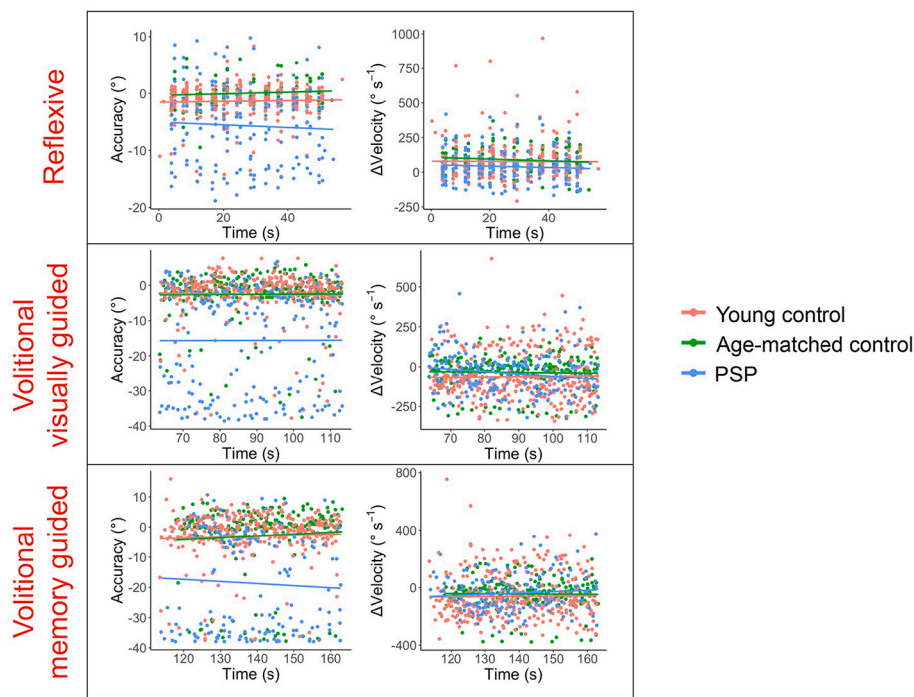 Reflexive
Accuracy (°)
10
0
-10
-20
0
20
40
Time (s)
ΔVelocity (° s⁻¹)
1000
750
500
250
0
-250
0
20
40
Time (s)
Volitional
visually guided
Accuracy (°)
0
-10
-20
-30
-40
70
80
90
100
110
Time (s)
ΔVelocity (° s⁻¹)
500
250
0
-250
70
80
90
100
110
Time (s)
Young control
Age-matched control
PSP
Volitional
memory guided
Accuracy (°)
10
0
-10
-20
-30
-40
120
130
140
150
160
Time (s)
ΔVelocity (° s⁻¹)
800
400
0
-400
120
130
140
150
160
Time (s)